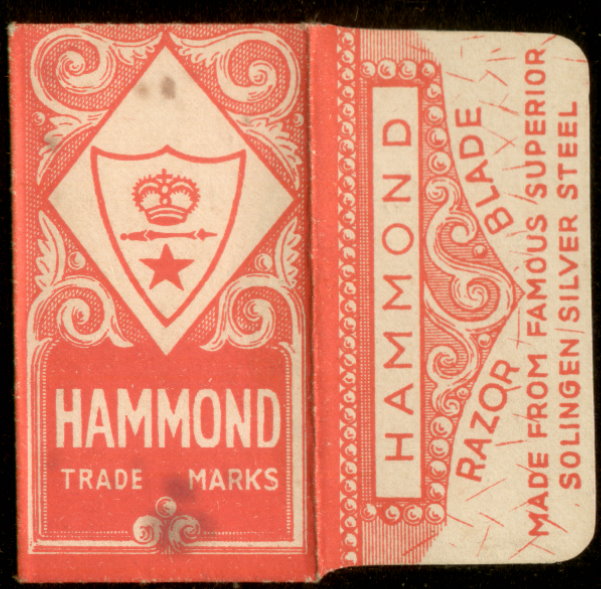 HAMMOND
TRADE MARKS
HAMMOND
RAZOR BLADE
MADE FROM FAMOUS SUPERIOR
SOLINGEN SILVER STEEL